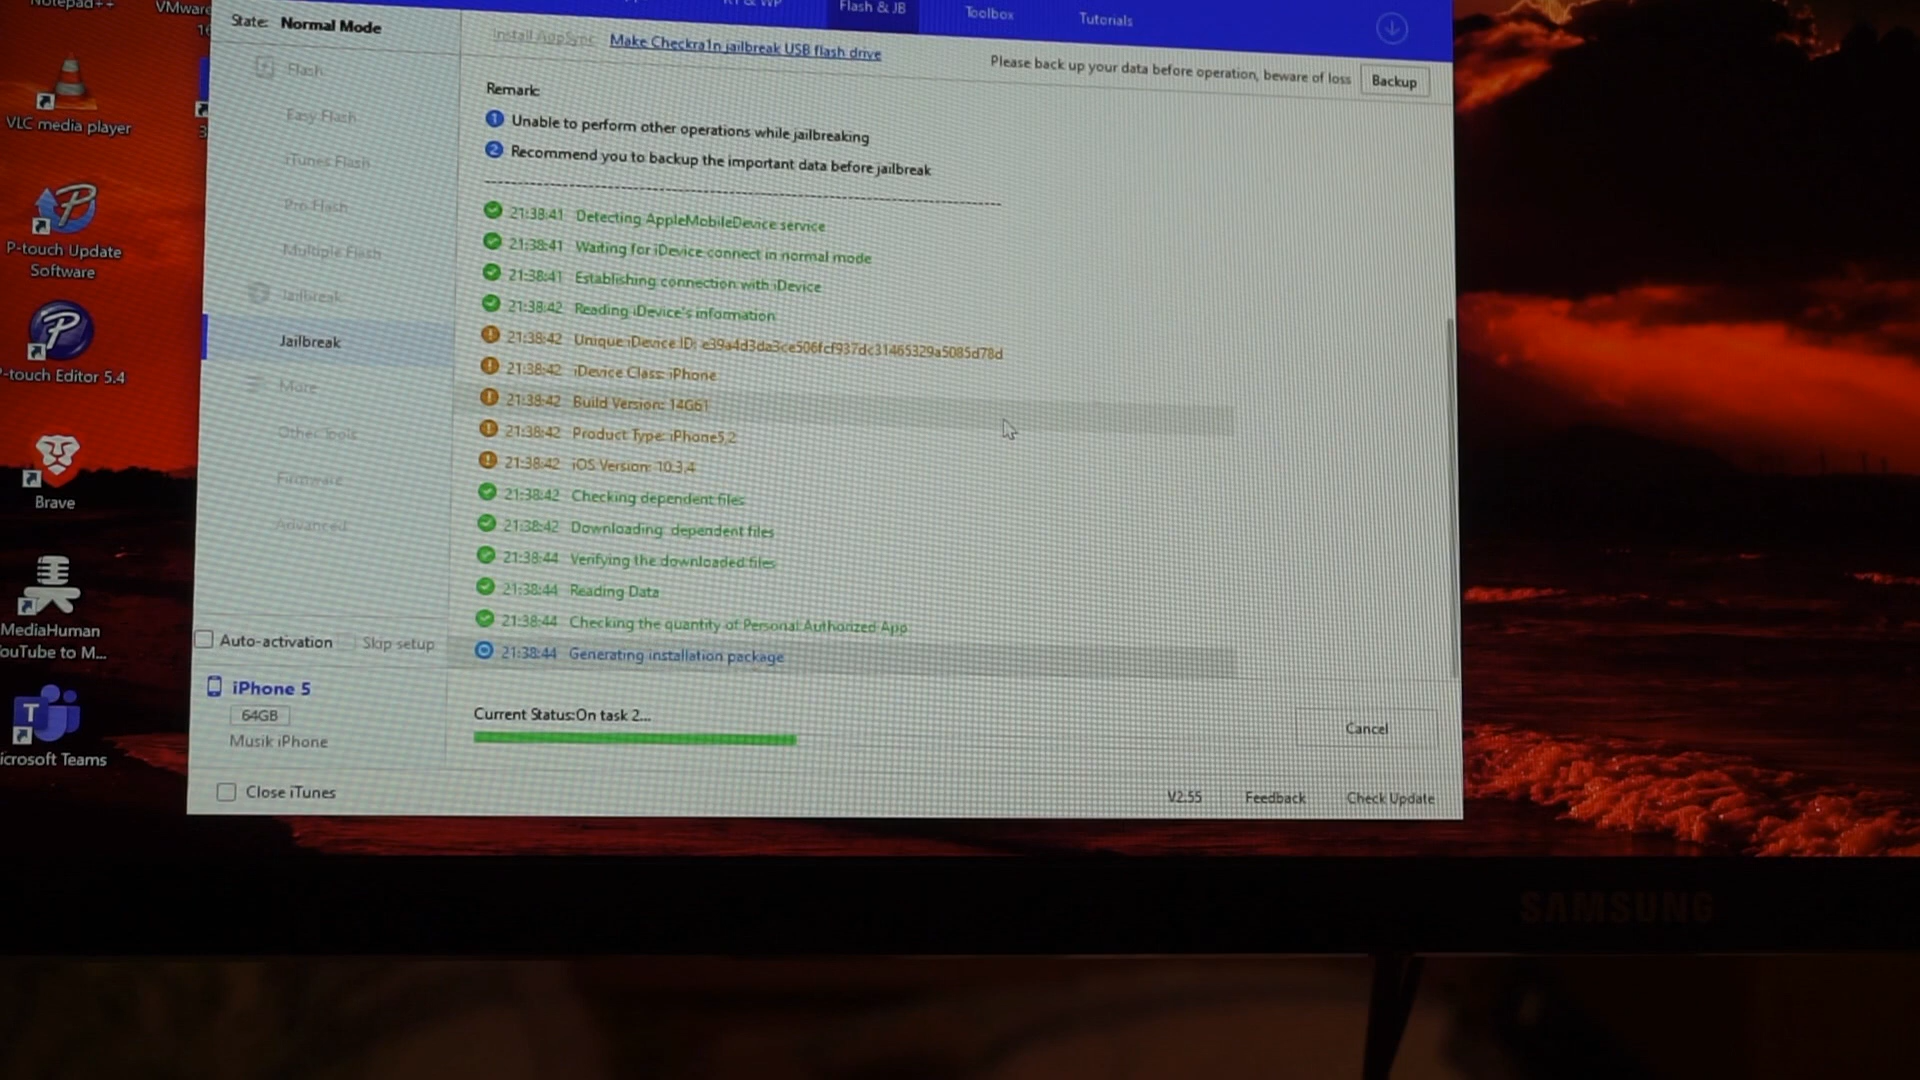 Notepad++
VMware
VLC media player
P-touch Update
Software
P-touch Editor 5.4
Brave
MediaHuman
YouTube to M...
Microsoft Teams
State: Normal Mode
Flash & JB
Toolbox
Tutorials
Install AppSync
Make Checkra1n jailbreak USB flash drive
Please back up your data before operation, beware of loss
Backup
Flash
Easy Flash
iTunes Flash
Pro Flash
Multiple Flash
Jailbreak
Jailbreak
More
Other Tools
Firmware
Advanced
Auto-activation
Skip setup
iPhone 5
64GB
Musik iPhone
Close iTunes
Remark:
1 Unable to perform other operations while jailbreaking
2 Recommend you to backup the important data before jailbreak
21:38:41 Detecting AppleMobileDevice service
21:38:41 Waiting for iDevice connect in normal mode
21:38:41 Establishing connection with iDevice
21:38:42 Reading iDevice's information
21:38:42 Unique iDevice ID: e39a4d3da3ce506fcf937dc31465329a5085d78d
21:38:42 iDevice Class: iPhone
21:38:42 Build Version: 14G61
21:38:42 Product Type: iPhone5,2
21:38:42 iOS Version: 10.3.4
21:38:42 Checking dependent files
21:38:42 Downloading dependent files
21:38:44 Verifying the downloaded files
21:38:44 Reading Data
21:38:44 Checking the quantity of Personal Authorized App
21:38:44 Generating installation package
Current Status:On task 2...
Cancel
V2.55
Feedback
Check Update
SAMSUNG